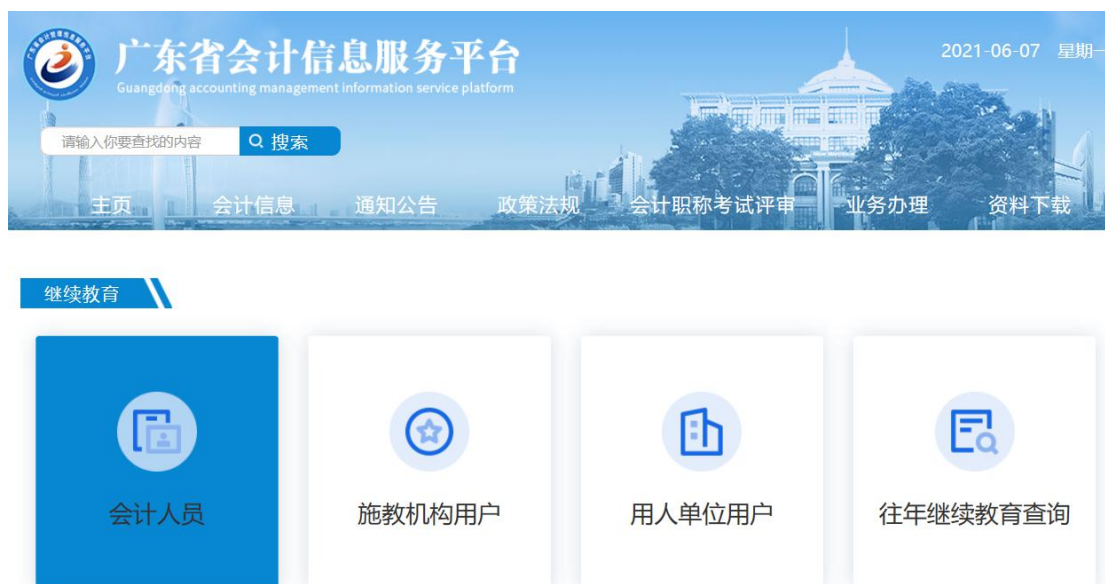 广东省会计信息服务平台
Guangdong accounting management information service platform
2021-06-07 星期一
请输入你要查找的内容 搜索
主页 会计信息 通知公告 政策法规 会计职称考试评审 业务办理 资料下载
继续教育
会计人员 施教机构用户 用人单位用户 往年继续教育查询